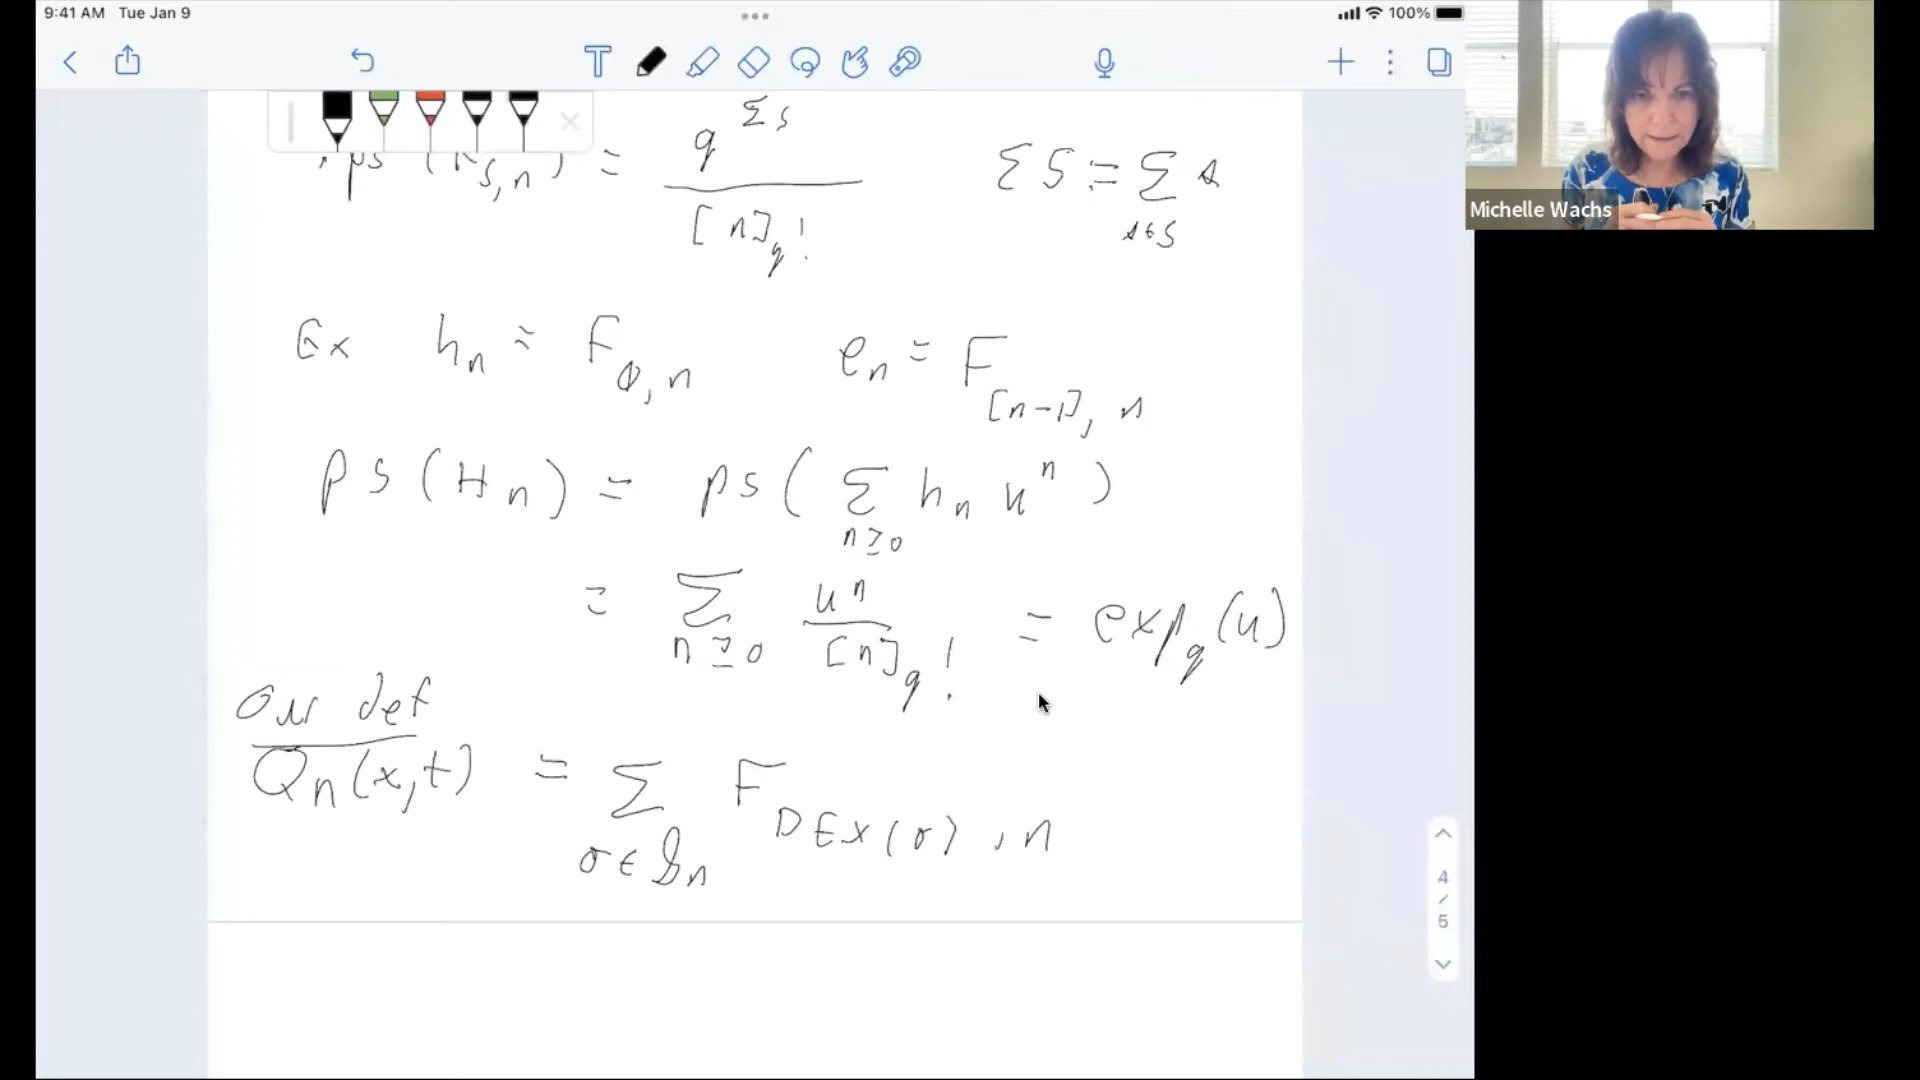 9:41 AM Tue Jan 9
100%
Michelle Wachs
ps (F_{S,n}) = q^{ΣS} / [n]_q!
ΣS := Σ_{s∈S} s
Ex h_n = F_{∅,n} e_n = F_{[n-1], n}
ps(H_n) = ps( Σ_{n≥0} h_n u^n )
= Σ_{n≥0} u^n / [n]_q! = exp_q(u)
our def
Q_n(x,t) = Σ_{σ∈S_n} F_{DEX(σ), n}
4
/
5